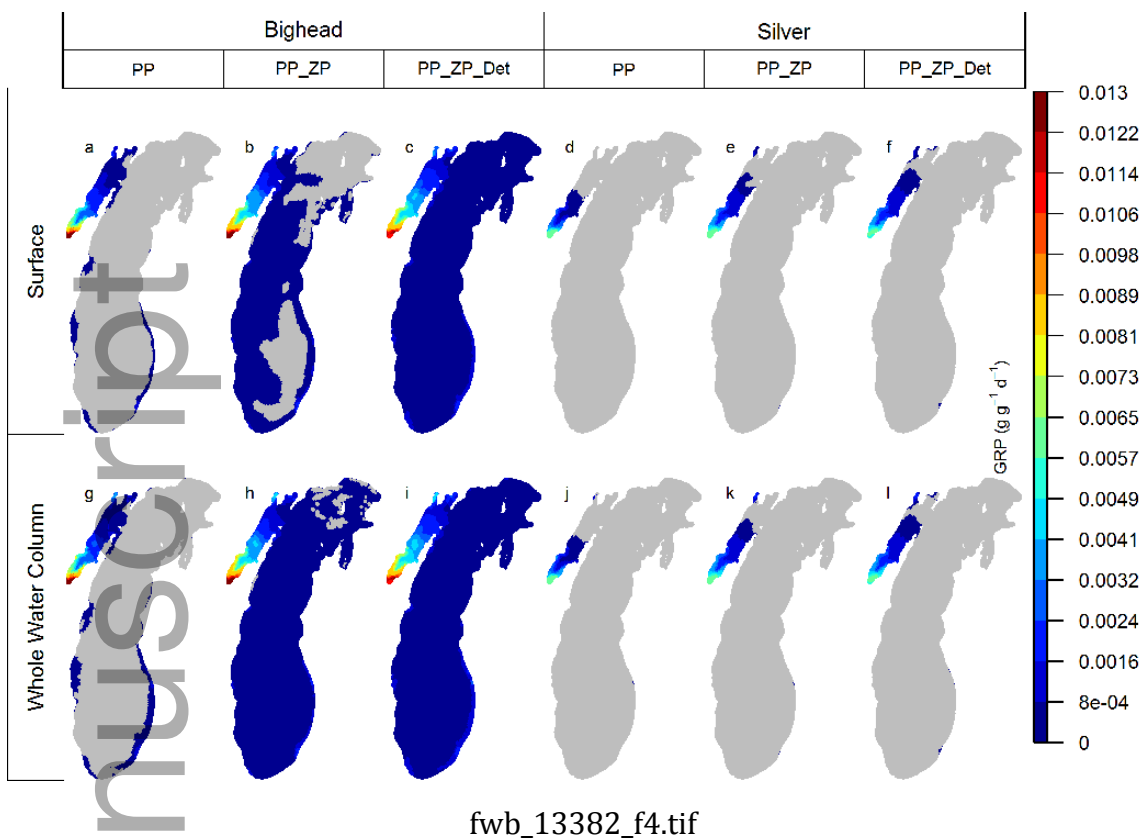 Bighead Silver
PP PP_ZP PP_ZP_Det PP PP_ZP PP_ZP_Det
Surface
a b c d e f
Whole Water Column
g h i j k l
0.013
0.0122
0.0114
0.0106
0.0098
0.0089
0.0081
0.0073
0.0065
0.0057
0.0049
0.0041
0.0032
0.0024
0.0016
8e-04
0
GRP (g g⁻¹ d⁻¹)
nuscript
fwb_13382_f4.tif